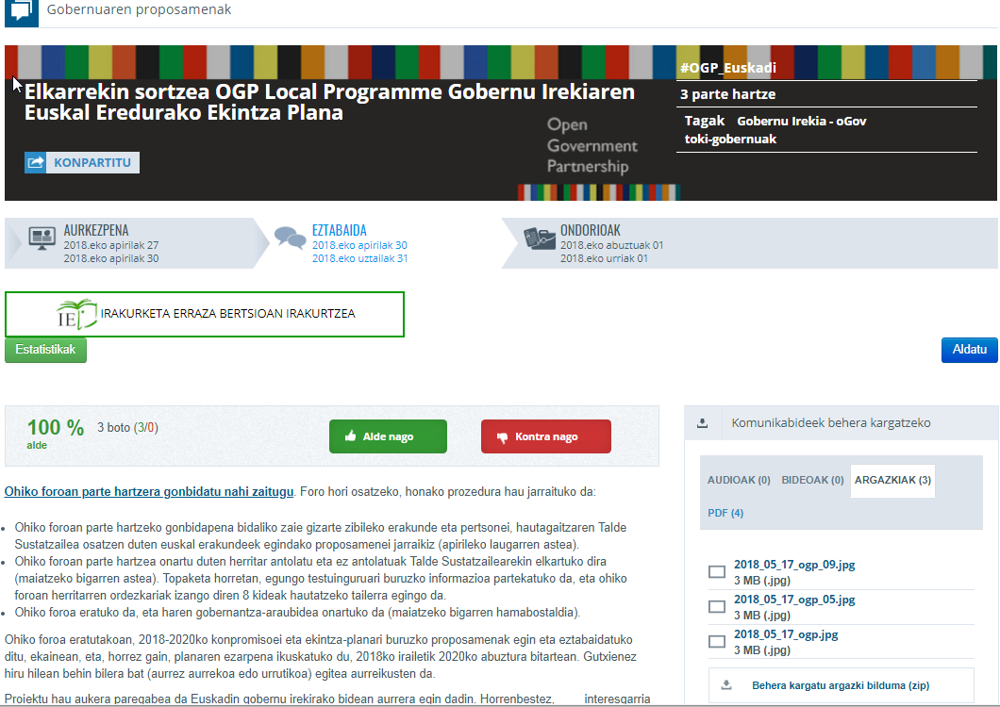 Gobernuaren proposamenak
#OGP_Euskadi
Elkarrekin sortzea OGP Local Programme Gobernu Irekiaren
Euskal Eredurako Ekintza Plana
3 parte hartze
Tagak Gobernu Irekia - oGov
toki-gobernuak
Open
Government
Partnership
KONPARTITU
AURKEZPENA
2018.eko apirilak 27
2018.eko apirilak 30
EZTABAIDA
2018.eko apirilak 30
2018.eko uztailak 31
ONDORIOAK
2018.eko abuztuak 01
2018.eko urriak 01
IRAKURKETA ERRAZA BERTSIOAN IRAKURTZEA
Estatistikak
Aldatu
100 %
alde
3 boto (3/0)
Alde nago
Kontra nago
Ohiko foroan parte hartzera gonbidatu nahi zaitugu. Foro hori osatzeko, honako prozedura hau jarraituko da:
Ohiko foroan parte hartzeko gonbidapena bidaliko zaie gizarte zibileko erakunde eta pertsonei, hautagaitzaren Talde
Sustatzailea osatzen duten euskal erakundeek egindako proposamenei jarraikiz (apirileko laugarren astea).
Ohiko foroan parte hartzea onartu duten herritar antolatu eta ez antolatuak Talde Sustatzailearekin elkartuko dira
(maiatzeko bigarren astea). Topaketa horretan, egungo testuinguruari buruzko informazioa partekatuko da, eta ohiko
foroan herritarren ordezkariak izango diren 8 kideak hautatzeko tailerra egingo da.
Ohiko foroa eratuko da, eta haren gobernantza-araubidea onartuko da (maiatzeko bigarren hamabostaldia).
Ohiko foroa eratutakoan, 2018-2020ko konpromisoei eta ekintza-planari buruzko proposamenak egin eta eztabaidatuko
ditu, ekainean, eta, horrez gain, planaren ezarpena ikuskatuko du, 2018ko irailetik 2020ko abuztura bitartean. Gutxienez
hiru hilean behin bilera bat (aurrez aurrekoa edo urrutikoa) egitea aurreikusten da.
Proiektu hau aukera paregabea da Euskadin gobernu irekirako bidean aurrera egin dadin. Horrenbestez, interesgarria
Komunikabideek behera kargatzeko
AUDIOAK (0) BIDEOAK (0) ARGAZKIAK (3)
PDF (4)
2018_05_17_ogp_09.jpg
3 MB (.jpg)
2018_05_17_ogp_05.jpg
3 MB (.jpg)
2018_05_17_ogp.jpg
3 MB (.jpg)
Behera kargatu argazki bilduma (zip)